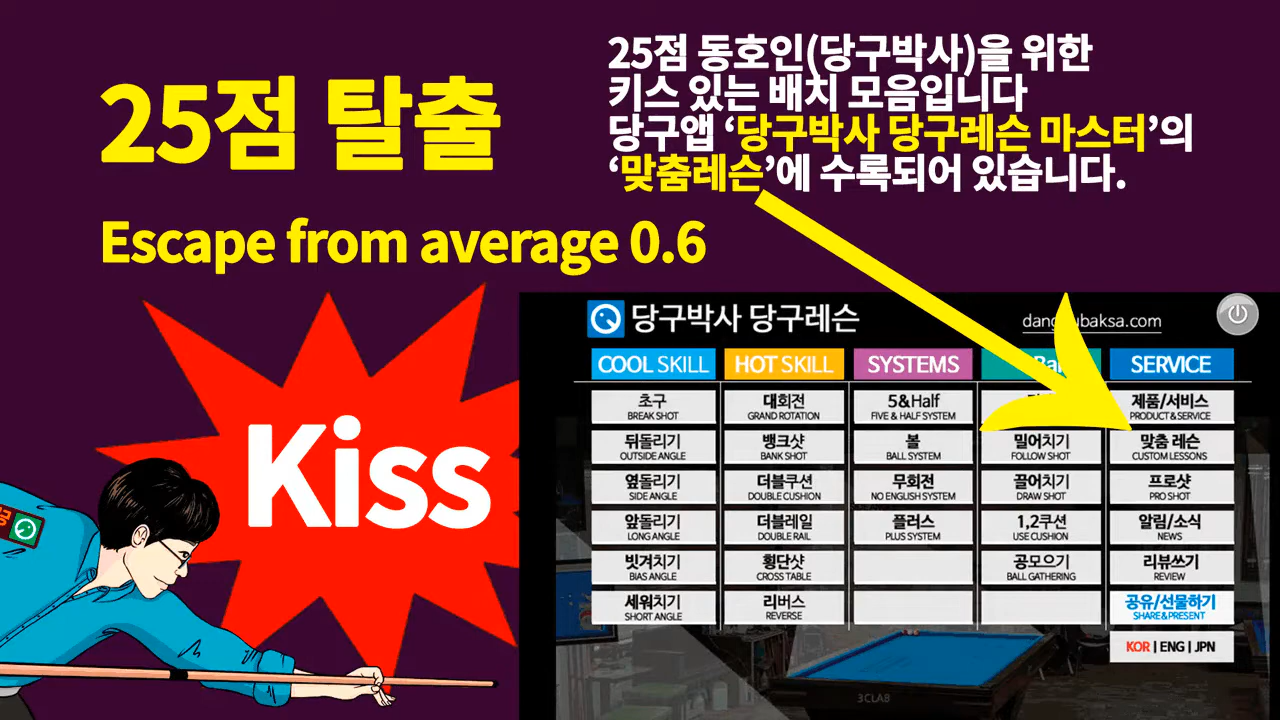 25점 탈출
Escape from average 0.6
25점 동호인(당구박사)을 위한
키스 있는 배치 모음입니다
당구앱 ‘당구박사 당구레슨 마스터’의
‘맞춤레슨’에 수록되어 있습니다.
Kiss
당구박사 당구레슨
COOL SKILL
초구
BREAK SHOT
뒤돌리기
OUTSIDE ANGLE
옆돌리기
SIDE ANGLE
앞돌리기
LONG ANGLE
빗겨치기
BIAS ANGLE
세워치기
SHORT ANGLE
HOT SKILL
대회전
GRAND ROTATION
뱅크샷
BANK SHOT
더블쿠션
DOUBLE CUSHION
더블레일
DOUBLE RAIL
횡단샷
CROSS TABLE
리버스
REVERSE
SYSTEMS
5&Half
FIVE & HALF SYSTEM
볼
BALL SYSTEM
무회전
NO ENGLISH SYSTEM
플러스
PLUS SYSTEM
밀어치기
FOLLOW SHOT
끌어치기
DRAW SHOT
1,2쿠션
USE CUSHION
공모으기
BALL GATHERING
SERVICE
제품/서비스
PRODUCT & SERVICE
맞춤 레슨
CUSTOM LESSONS
프로샷
PRO SHOT
알림/소식
NEWS
리뷰쓰기
REVIEW
공유/선물하기
SHARE & PRESENT
KOR | ENG | JPN
3CLAB